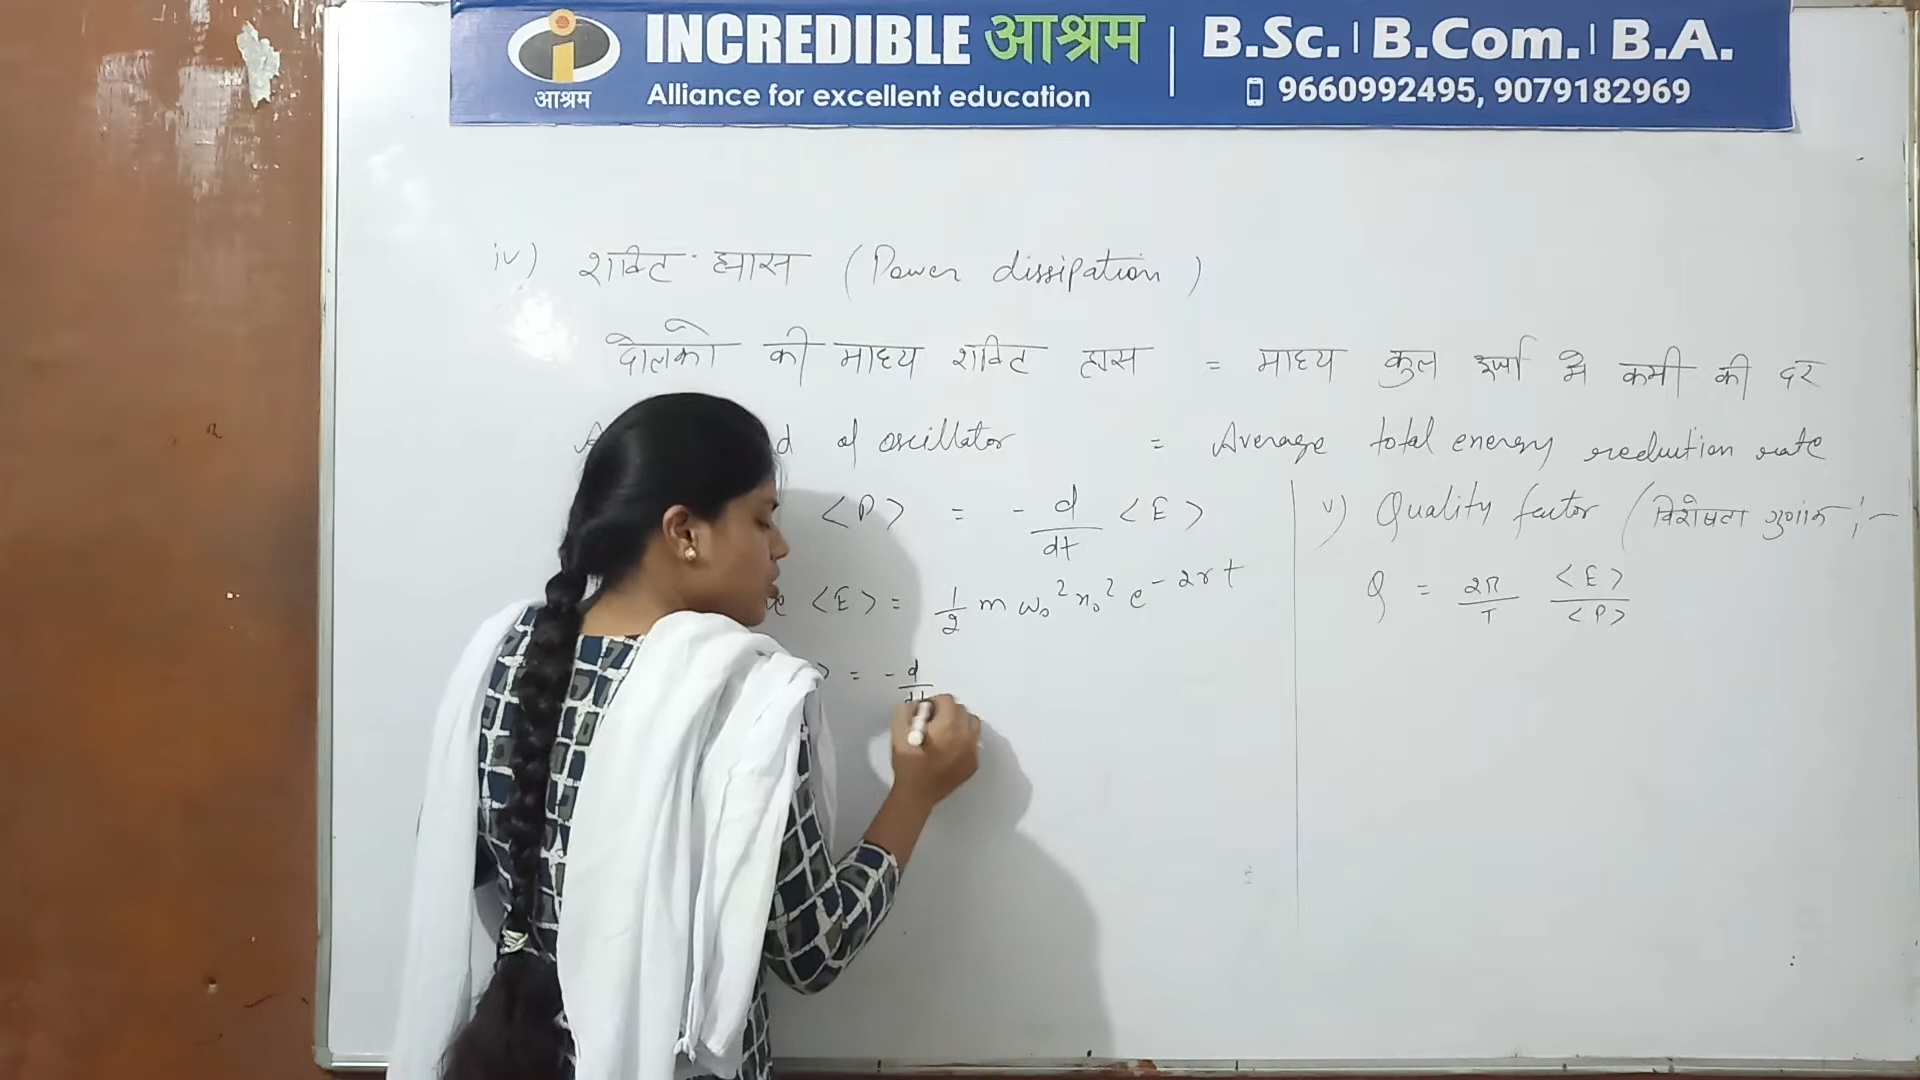 INCREDIBLE आश्रम
आश्रम
Alliance for excellent education
B.Sc. | B.Com. | B.A.
9660992495, 9079182969
iv) शक्ति ह्यास (Power dissipation)
दोलको की माध्य शक्ति ह्रास = माध्य कुल ऊर्जा मे कमी की दर
d of oscillator = Average total energy reduction rate
<P> = - d/dt <E>
<E> = 1/2 m ω₀² x₀² e^{-2rt}
> = - d/dt
v) Quality factor (विशेषता गुणांक :-
Q = 2π/T <E>/<P>